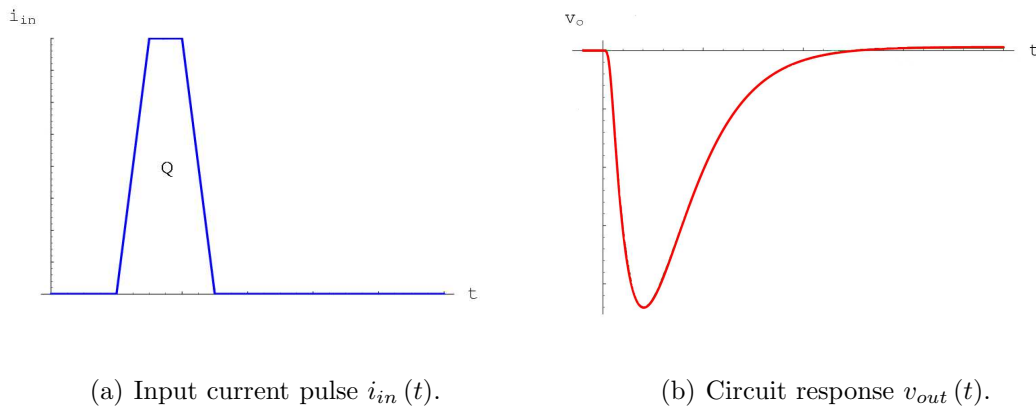 i_in
Q
t
(a) Input current pulse i_in (t).
v_o
t
(b) Circuit response v_out (t).